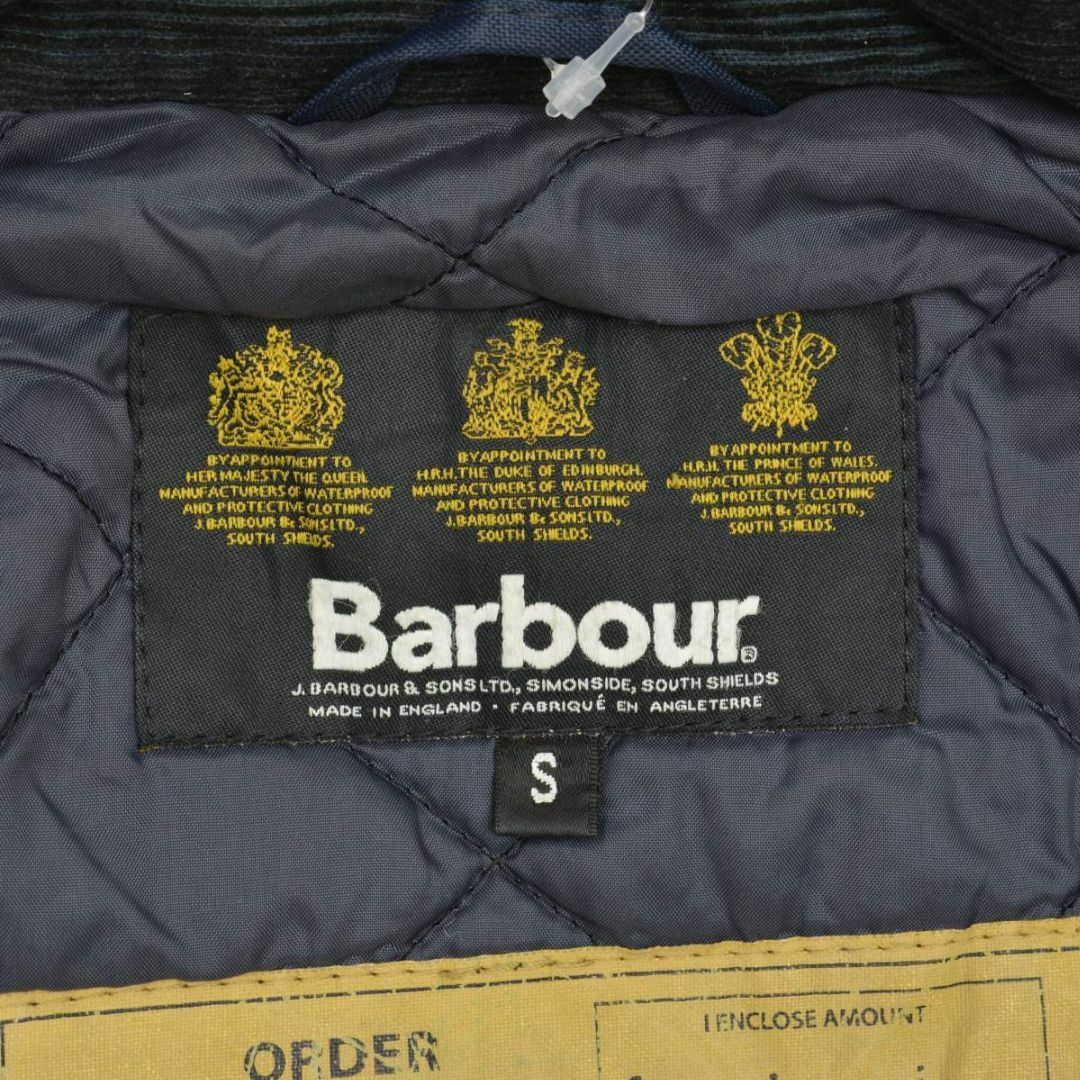 BY APPOINTMENT TO
HER MAJESTY THE QUEEN
MANUFACTURERS OF WATERPROOF
AND PROTECTIVE CLOTHING
J. BARBOUR & SONS LTD.,
SOUTH SHIELDS.
BY APPOINTMENT TO
H.R.H. THE DUKE OF EDINBURGH.
MANUFACTURERS OF WATERPROOF
AND PROTECTIVE CLOTHING
J. BARBOUR & SONS LTD.,
SOUTH SHIELDS.
BY APPOINTMENT TO
H.R.H. THE PRINCE OF WALES.
MANUFACTURERS OF WATERPROOF
AND PROTECTIVE CLOTHING
J. BARBOUR & SONS LTD.,
SOUTH SHIELDS.
Barbour®
J. BARBOUR & SONS LTD., SIMONSIDE, SOUTH SHIELDS
MADE IN ENGLAND · FABRIQUÉ EN ANGLETERRE
S
ORDER
I ENCLOSE AMOUNT